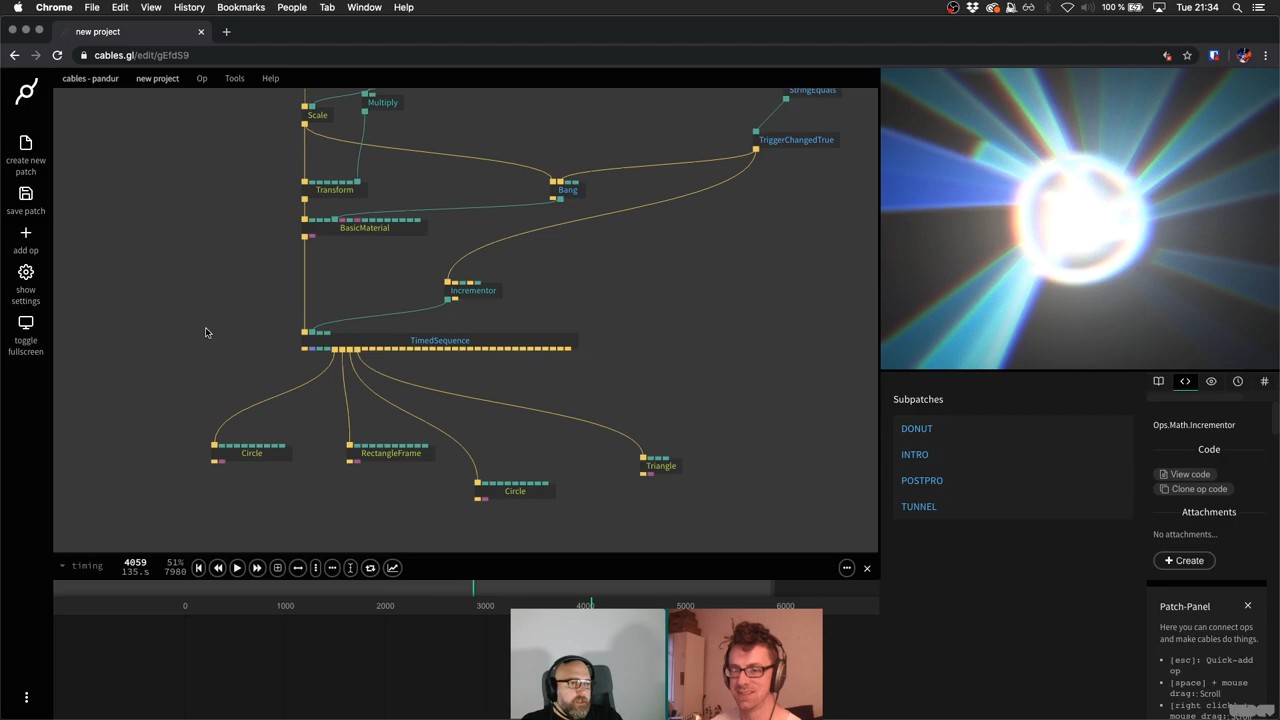 Chrome File Edit View History Bookmarks People Tab Window Help 100 % Tue 21:34
new project
cables.gl/edit/gEfdS9
cables - pandur new project Op Tools Help
create new
patch
save patch
add op
show
settings
toggle
fullscreen
Multiply
Scale
StringEquals
TriggerChangedTrue
Transform
Bang
BasicMaterial
Incrementor
TimedSequence
Circle
RectangleFrame
Triangle
Circle
timing
4059
135.s
51%
7980
0 1000 2000 3000 4000 5000 6000
Subpatches
DONUT
INTRO
POSTPRO
TUNNEL
Ops.Math.Incrementor
Code
View code
Clone op code
Attachments
No attachments...
+ Create
Patch-Panel
Here you can connect ops
and make cables do things.
[esc]: Quick-add
op
[space] + mouse
drag: Scroll
[right click]
mouse drag: Scroll